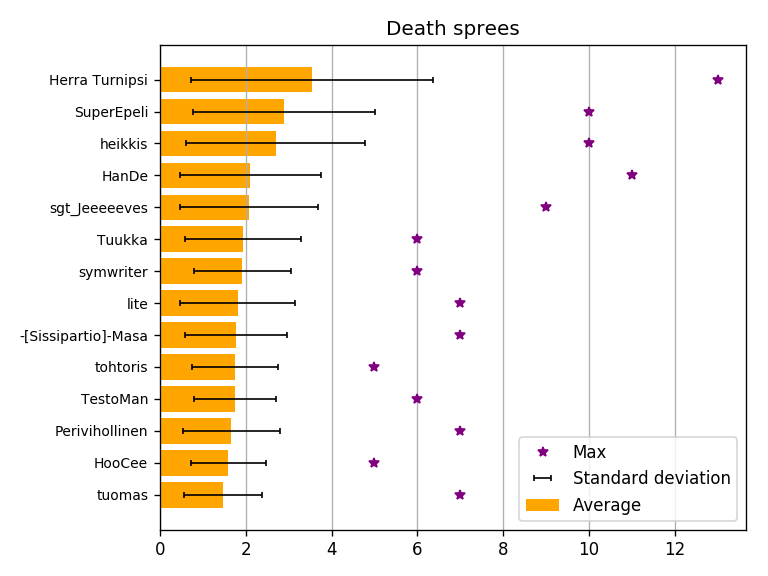 Death sprees
Herra Turnipsi
SuperEpeli
heikkis
HanDe
sgt_Jeeeeeves
Tuukka
symwriter
lite
-[Sissipartio]-Masa
tohtoris
TestoMan
Perivihollinen
HooCee
tuomas
Max
Standard deviation
Average
0 2 4 6 8 10 12